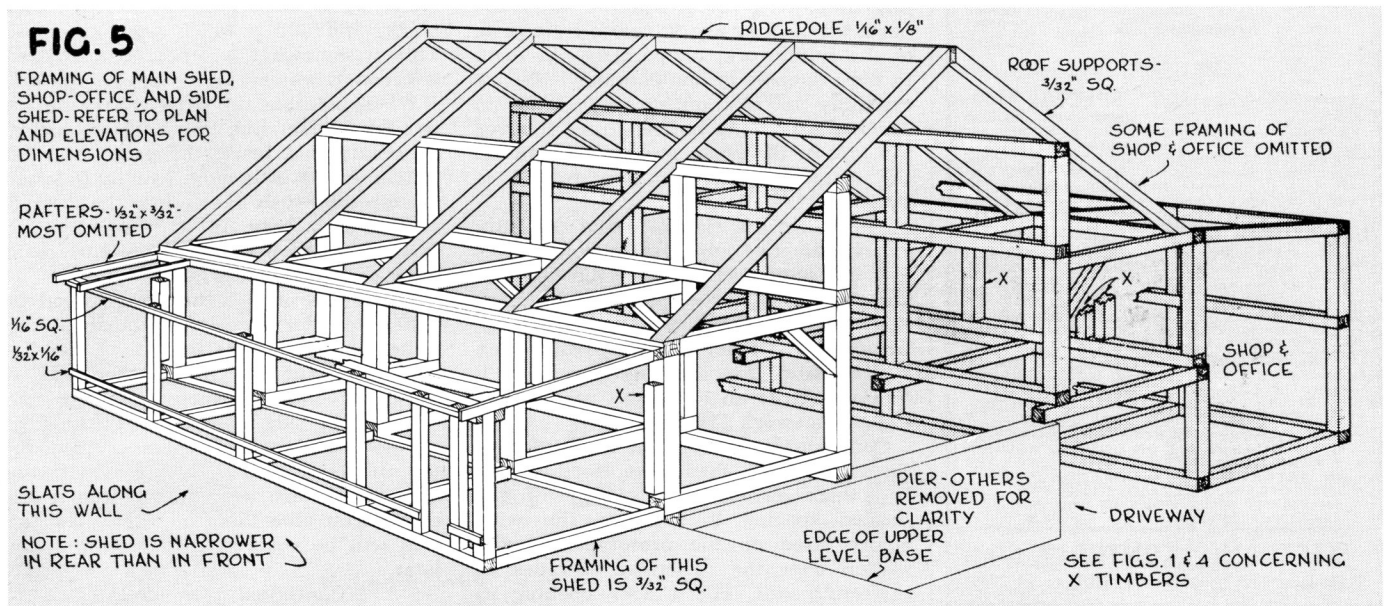 FIG. 5
FRAMING OF MAIN SHED,
SHOP-OFFICE, AND SIDE
SHED-REFER TO PLAN
AND ELEVATIONS FOR
DIMENSIONS
RIDGEPOLE 1/16" x 1/8"
ROOF SUPPORTS-
3/32" SQ.
SOME FRAMING OF
SHOP & OFFICE OMITTED
RAFTERS-1/32" x 3/32"-
MOST OMITTED
1/16" SQ.
1/32" x 1/16"
X
X
X
SHOP &
OFFICE
SLATS ALONG
THIS WALL
NOTE: SHED IS NARROWER
IN REAR THAN IN FRONT
FRAMING OF THIS
SHED IS 3/32" SQ.
PIER-OTHERS
REMOVED FOR
CLARITY
EDGE OF UPPER
LEVEL BASE
DRIVEWAY
SEE FIGS. 1 & 4 CONCERNING
X TIMBERS